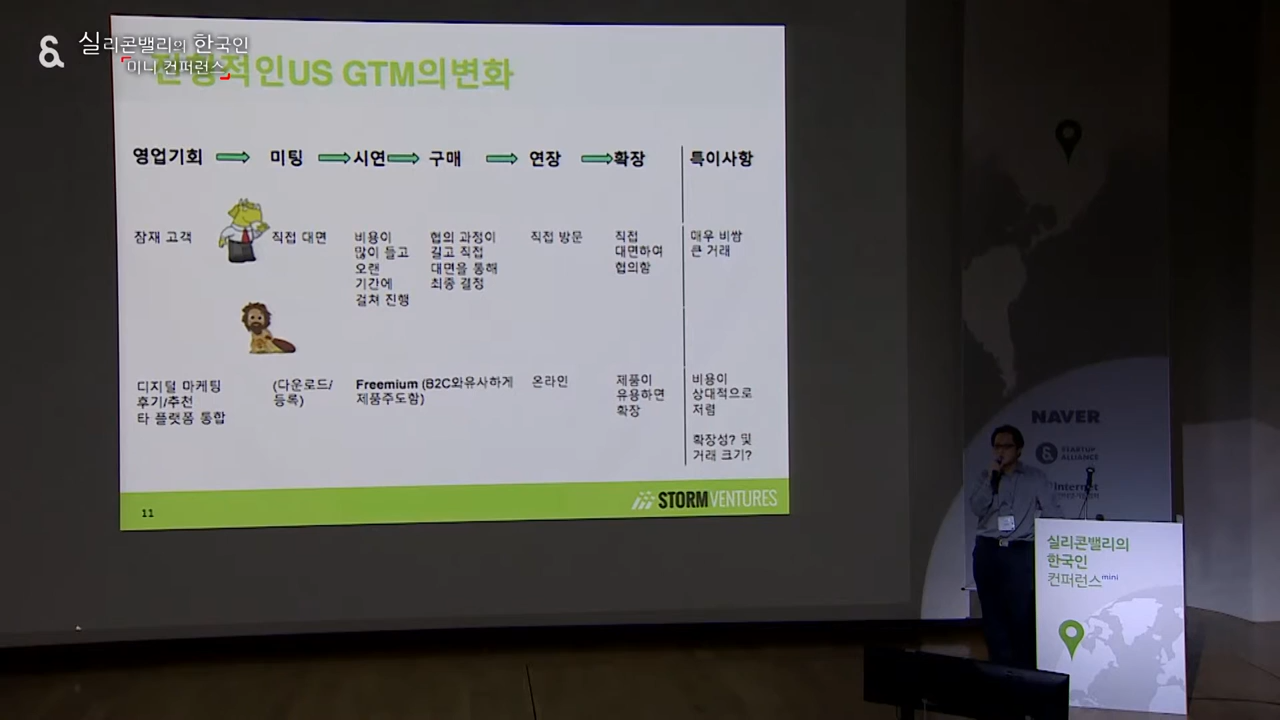 실리콘밸리의 한국인
미니 컨퍼런스
적인US GTM의변화
영업기회 미팅 시연 구매 연장 확장 특이사항
잠재 고객
직접 대면
비용이
많이 들고
오랜
기간에
걸쳐 진행
협의 과정이
길고 직접
대면을 통해
최종 결정
직접 방문
직접
대면하여
협의함
매우 비쌈
큰 거래
디지털 마케팅
후기/추천
타 플랫폼 통합
(다운로드/
등록)
Freemium (B2C와유사하게
제품주도함)
온라인
제품이
유용하면
확장
비용이
상대적으로
저렴
확장성? 및
거래 크기?
11
STORMVENTURES
NAVER
STARTUP
ALLIANCE
Internet
실리콘밸리의
한국인
컨퍼런스mini